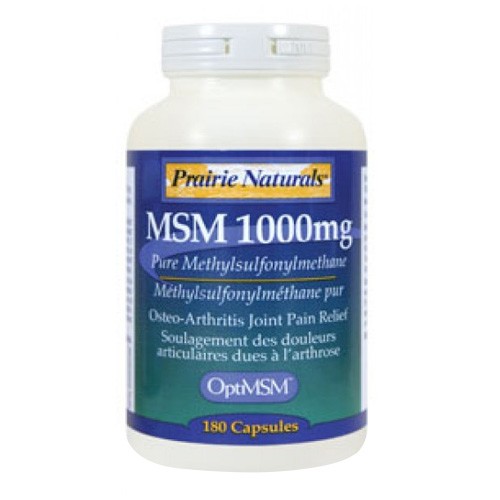 Prairie Naturals®
MSM 1000mg
Pure Methylsulfonylmethane
Méthylsulfonylméthane pur
Osteo-Arthritis Joint Pain Relief
Soulagement des douleurs
articulaires dues à l'arthrose
OptiMSM™
180 Capsules